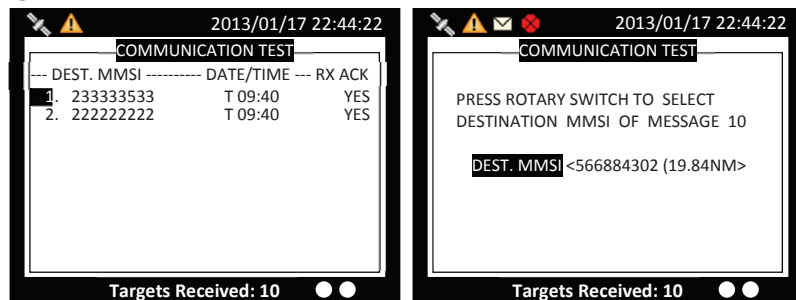 2013/01/17 22:44:22
COMMUNICATION TEST
--- DEST. MMSI ---------- DATE/TIME --- RX ACK
1. 233333533 T 09:40 YES
2. 222222222 T 09:40 YES
Targets Received: 10
2013/01/17 22:44:22
COMMUNICATION TEST
PRESS ROTARY SWITCH TO SELECT
DESTINATION MMSI OF MESSAGE 10
DEST. MMSI <566884302 (19.84NM>
Targets Received: 10